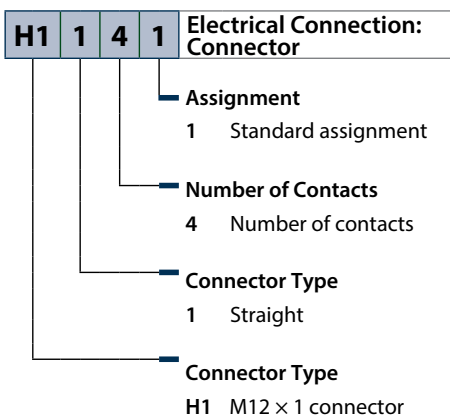 H1 1 4 1 Electrical Connection:
Connector
Assignment
1 Standard assignment
Number of Contacts
4 Number of contacts
Connector Type
1 Straight
Connector Type
H1 M12 × 1 connector